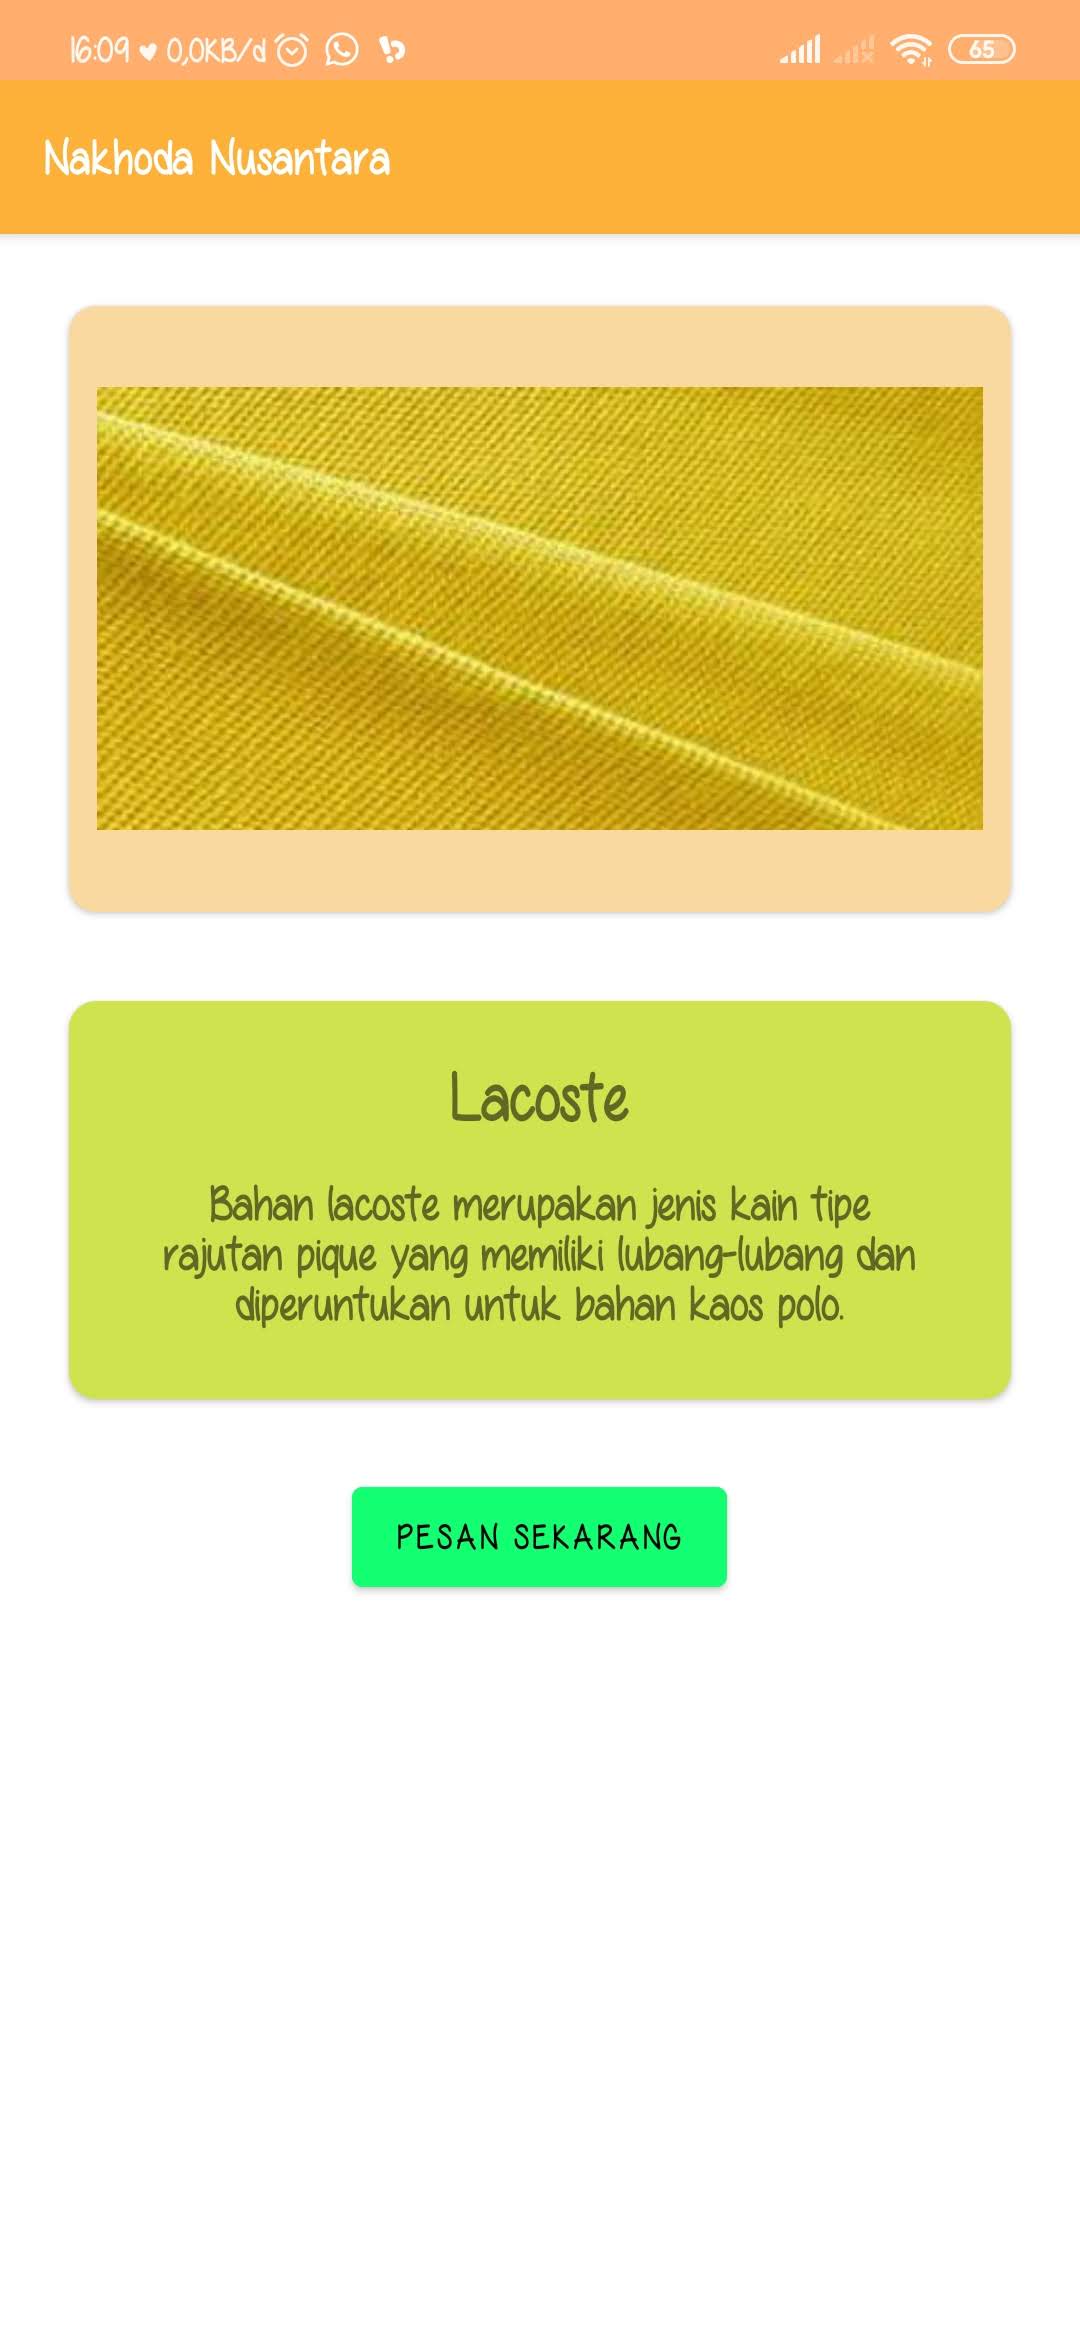 16:09 ♥ 0,0KB/d
65
Nakhoda Nusantara
Lacoste
Bahan lacoste merupakan jenis kain tipe
rajutan pique yang memiliki lubang-lubang dan
diperuntukan untuk bahan kaos polo.
PESAN SEKARANG